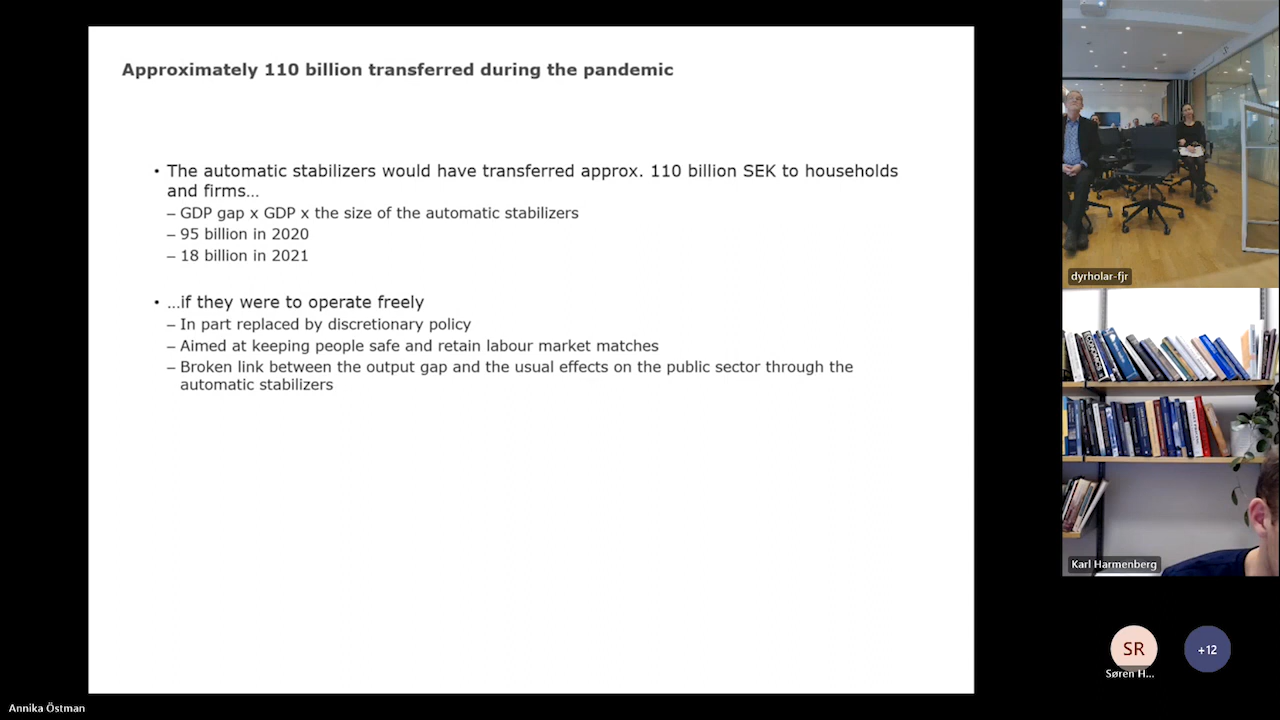 Approximately 110 billion transferred during the pandemic
• The automatic stabilizers would have transferred approx. 110 billion SEK to households
and firms…
– GDP gap x GDP x the size of the automatic stabilizers
– 95 billion in 2020
– 18 billion in 2021
• …if they were to operate freely
– In part replaced by discretionary policy
– Aimed at keeping people safe and retain labour market matches
– Broken link between the output gap and the usual effects on the public sector through the
automatic stabilizers
dyrholar-fjr
Karl Harmenberg
SR
Søren H...
+12
Annika Östman